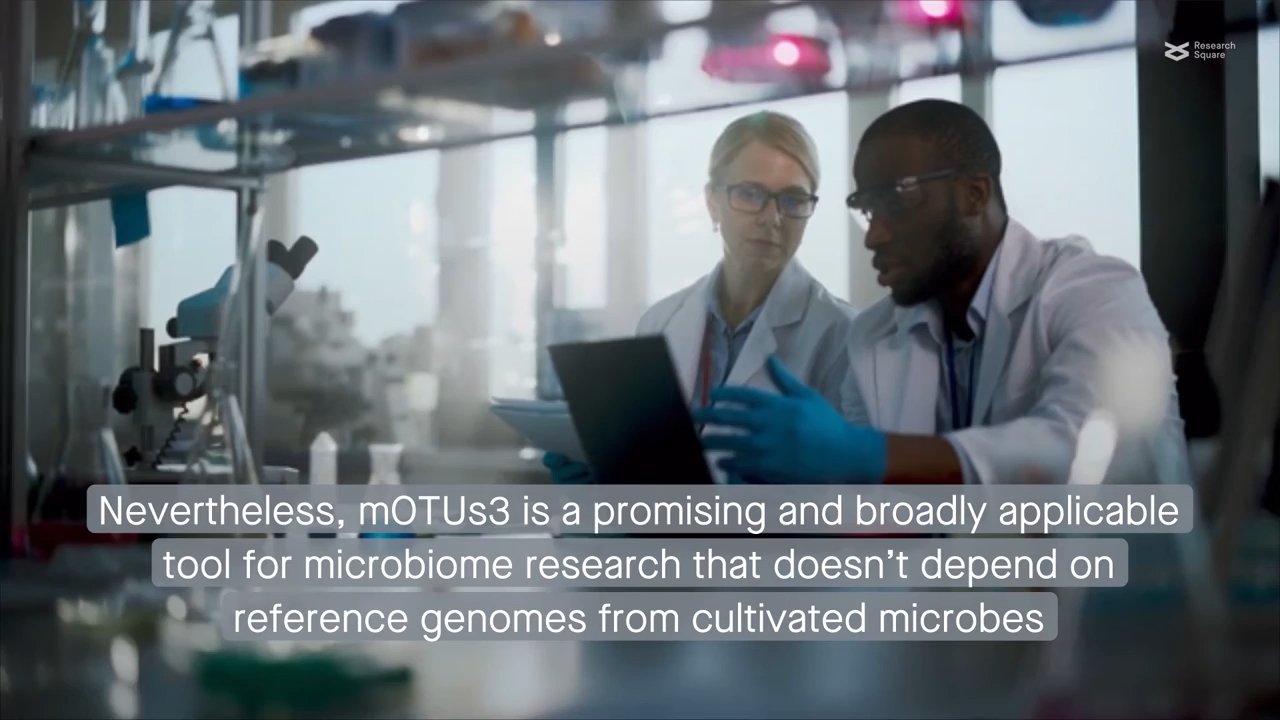 Research
Square
Nevertheless, mOTUs3 is a promising and broadly applicable
tool for microbiome research that doesn’t depend on
reference genomes from cultivated microbes